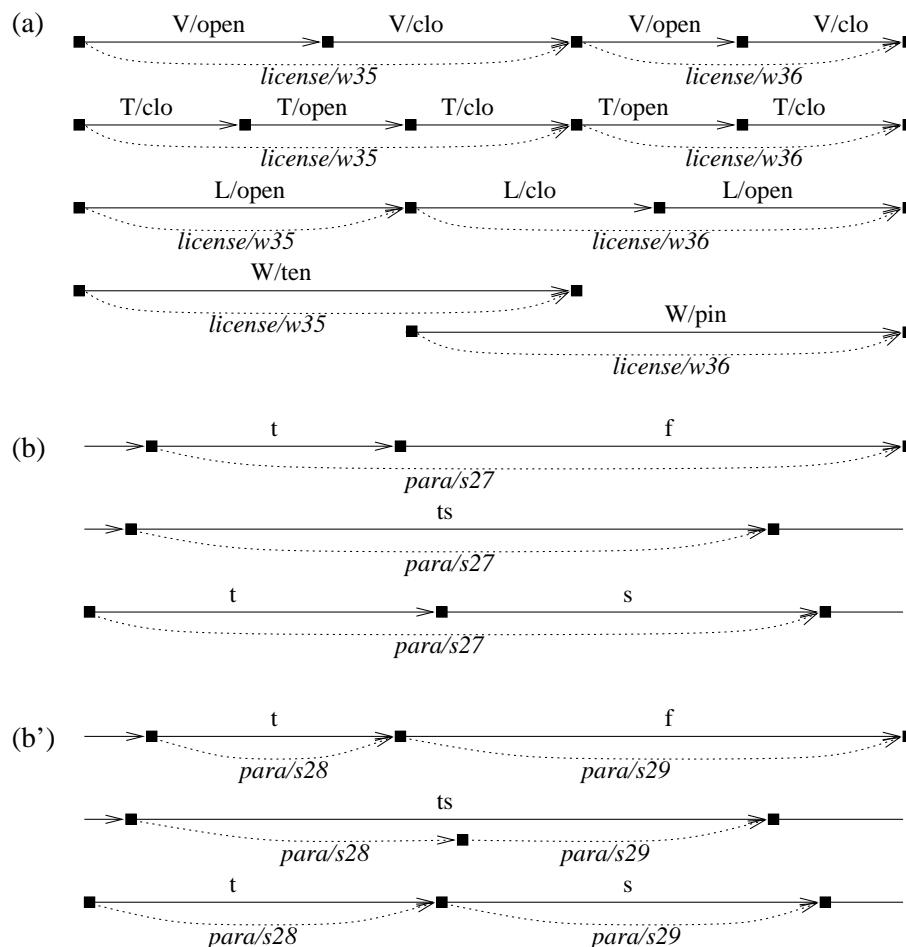 (a) V/open V/clo V/open V/clo
license/w35 license/w36
T/clo T/open T/clo T/open T/clo
license/w35 license/w36
L/open L/clo L/open
license/w35 license/w36
W/ten
license/w35
W/pin
license/w36
(b) t f
para/s27
ts
para/s27
t s
para/s27
(b') t f
para/s28 para/s29
ts
para/s28 para/s29
t s
para/s28 para/s29